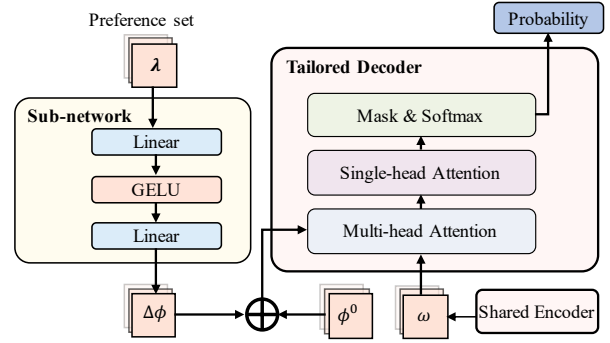 Preference set
λ
Sub-network
Linear
GELU
Linear
Δϕ
Probability
Tailored Decoder
Mask & Softmax
Single-head Attention
Multi-head Attention
ϕ⁰
ω
Shared Encoder